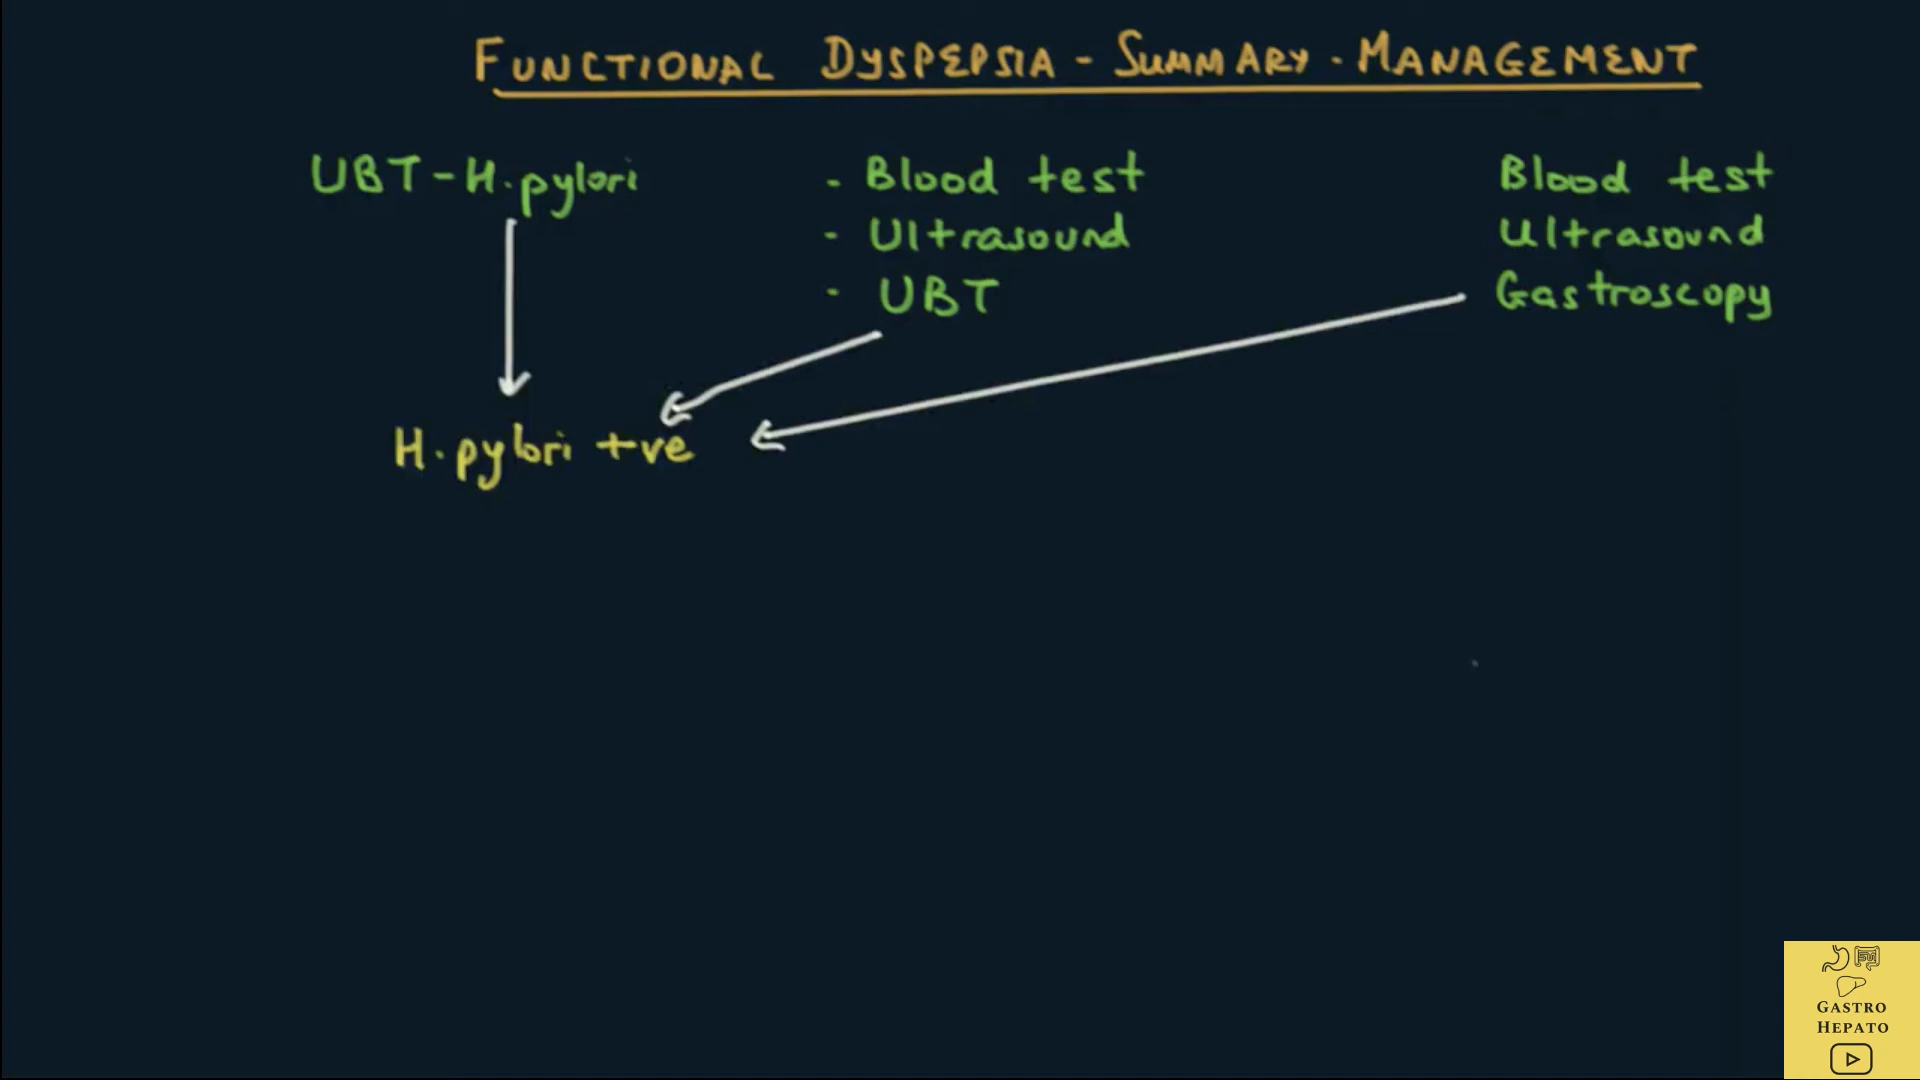 FUNCTIONAL DYSPEPSIA - SUMMARY - MANAGEMENT
UBT - H. pylori
- Blood test
- Ultrasound
- UBT
Blood test
Ultrasound
Gastroscopy
H. pylori +ve
GASTRO
HEPATO